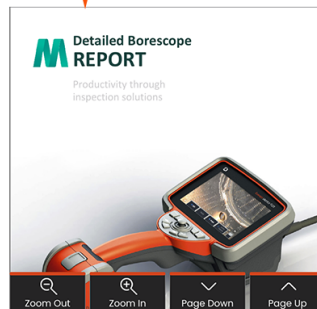 Detailed Borescope
REPORT
Productivity through
inspection solutions
Zoom Out
Zoom In
Page Down
Page Up